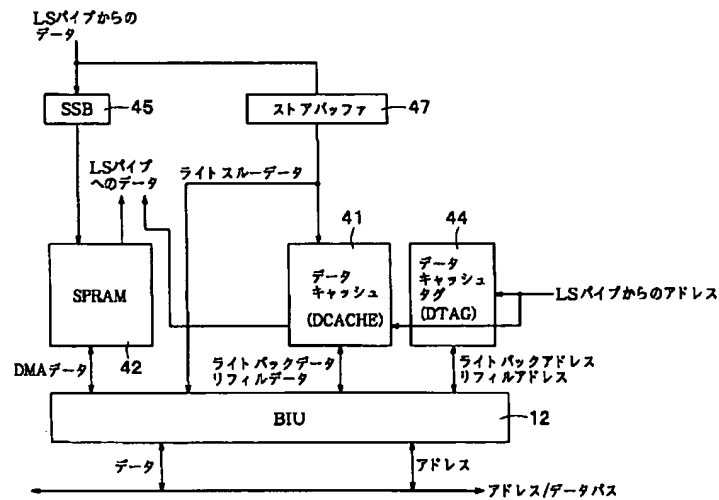 LSパイプからの
データ
SSB
45
ストアバッファ
47
LSパイプ
へのデータ
ライトスルーデータ
41
44
SPRAM
データ
キャッシュ
(DCACHE)
データ
キャッシュ
タグ
(DTAG)
LSパイプからのアドレス
DMAデータ
42
ライトバックデータ
リフィルデータ
ライトバックアドレス
リフィルアドレス
BIU
12
データ
アドレス
アドレス/データバス